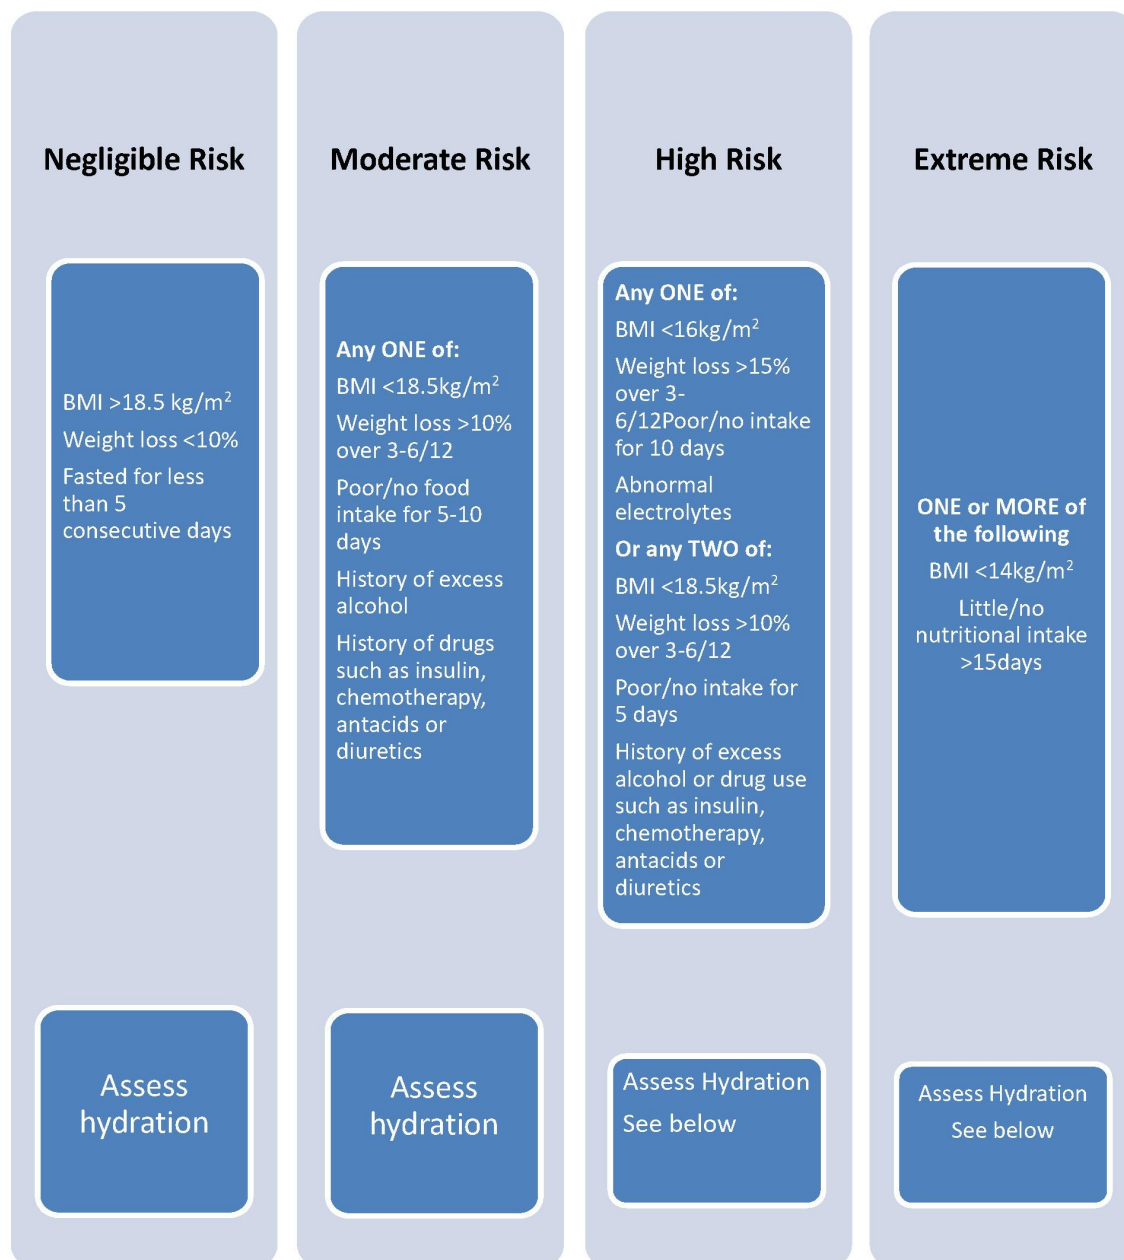 Negligible Risk
BMI >18.5 kg/m²
Weight loss <10%
Fasted for less
than 5
consecutive days
Assess
hydration
Moderate Risk
Any ONE of:
BMI <18.5kg/m²
Weight loss >10%
over 3-6/12
Poor/no food
intake for 5-10
days
History of excess
alcohol
History of drugs
such as insulin,
chemotherapy,
antacids or
diuretics
Assess
hydration
High Risk
Any ONE of:
BMI <16kg/m²
Weight loss >15%
over 3-
6/12Poor/no intake
for 10 days
Abnormal
electrolytes
Or any TWO of:
BMI <18.5kg/m²
Weight loss >10%
over 3-6/12
Poor/no intake for
5 days
History of excess
alcohol or drug use
such as insulin,
chemotherapy,
antacids or
diuretics
Assess Hydration
See below
Extreme Risk
ONE or MORE of
the following
BMI <14kg/m²
Little/no
nutritional intake
>15days
Assess Hydration
See below